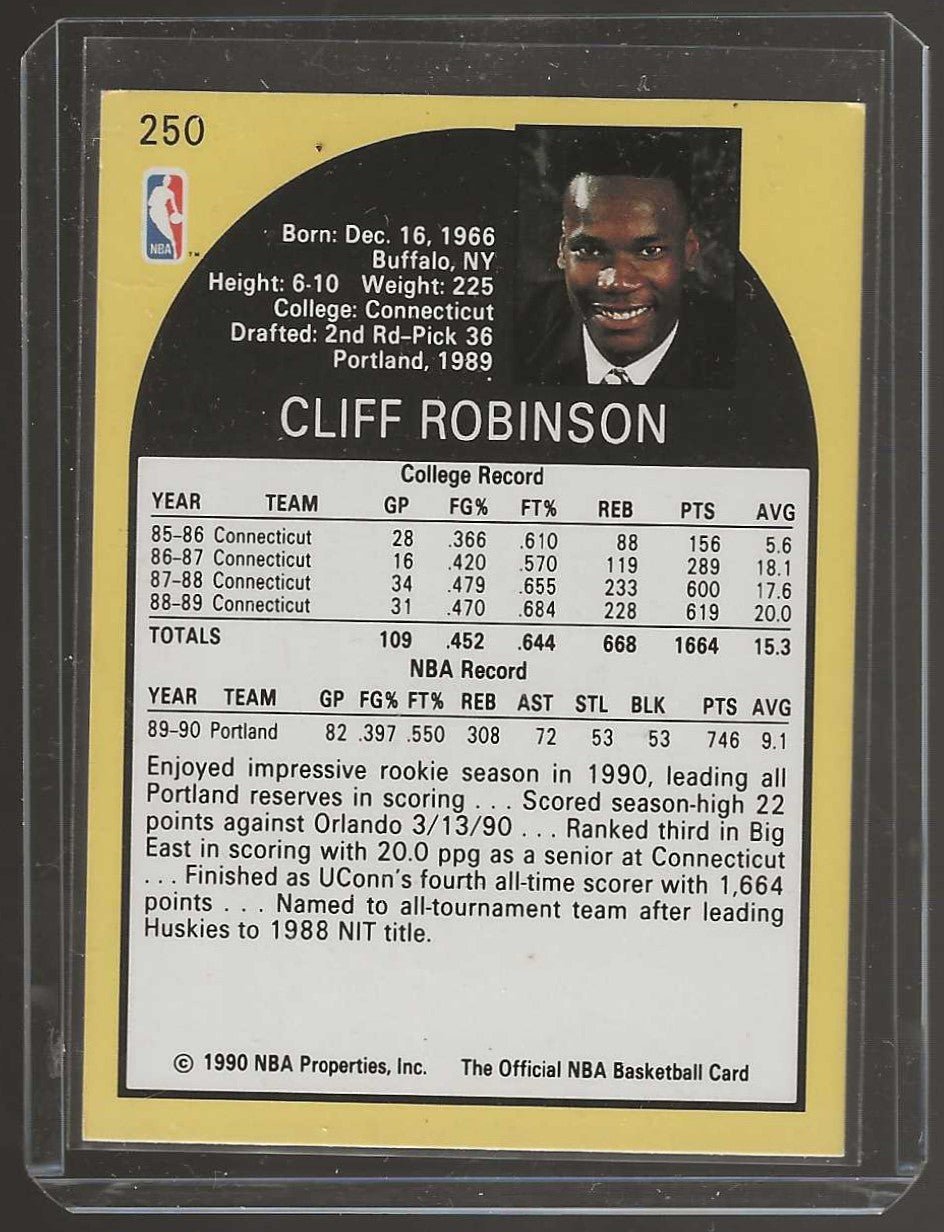 250
NBA
TM
Born: Dec. 16, 1966
Buffalo, NY
Height: 6-10 Weight: 225
College: Connecticut
Drafted: 2nd Rd–Pick 36
Portland, 1989
CLIFF ROBINSON
College Record
YEAR TEAM GP FG% FT% REB PTS AVG
85–86 Connecticut 28 .366 .610 88 156 5.6
86–87 Connecticut 16 .420 .570 119 289 18.1
87–88 Connecticut 34 .479 .655 233 600 17.6
88–89 Connecticut 31 .470 .684 228 619 20.0
TOTALS 109 .452 .644 668 1664 15.3
NBA Record
YEAR TEAM GP FG% FT% REB AST STL BLK PTS AVG
89–90 Portland 82 .397 .550 308 72 53 53 746 9.1
Enjoyed impressive rookie season in 1990, leading all
Portland reserves in scoring . . . Scored season-high 22
points against Orlando 3/13/90 . . . Ranked third in Big
East in scoring with 20.0 ppg as a senior at Connecticut
. . . Finished as UConn's fourth all-time scorer with 1,664
points . . . Named to all-tournament team after leading
Huskies to 1988 NIT title.
© 1990 NBA Properties, Inc. The Official NBA Basketball Card